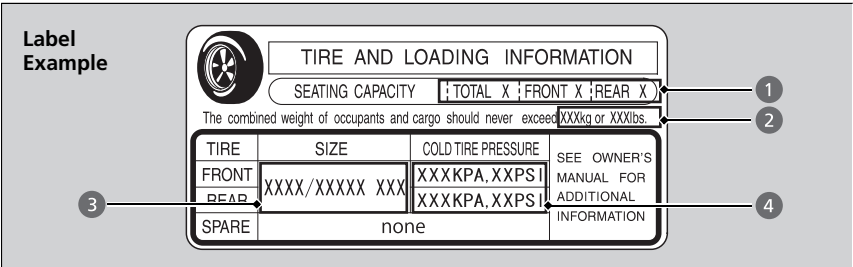 Label
Example
TIRE AND LOADING INFORMATION
SEATING CAPACITY TOTAL X FRONT X REAR X
1
The combined weight of occupants and cargo should never exceed XXXkg or XXXlbs.
2
TIRE SIZE COLD TIRE PRESSURE
SEE OWNER'S
MANUAL FOR
ADDITIONAL
INFORMATION
FRONT XXXX/XXXXX XXX XXXKPA,XXPSI
REAR XXXKPA,XXPSI
3
4
SPARE none